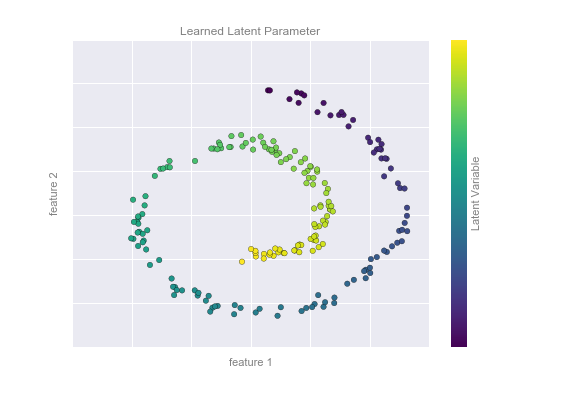 Learned Latent Parameter
feature 2
Latent Variable
feature 1